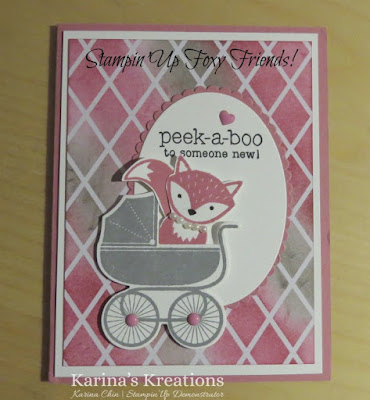 Stampin' Up Foxy Friends!
peek-a-boo
to someone new!
Karina's Kreations
Karina Chin | Stampin' Up Demonstrator